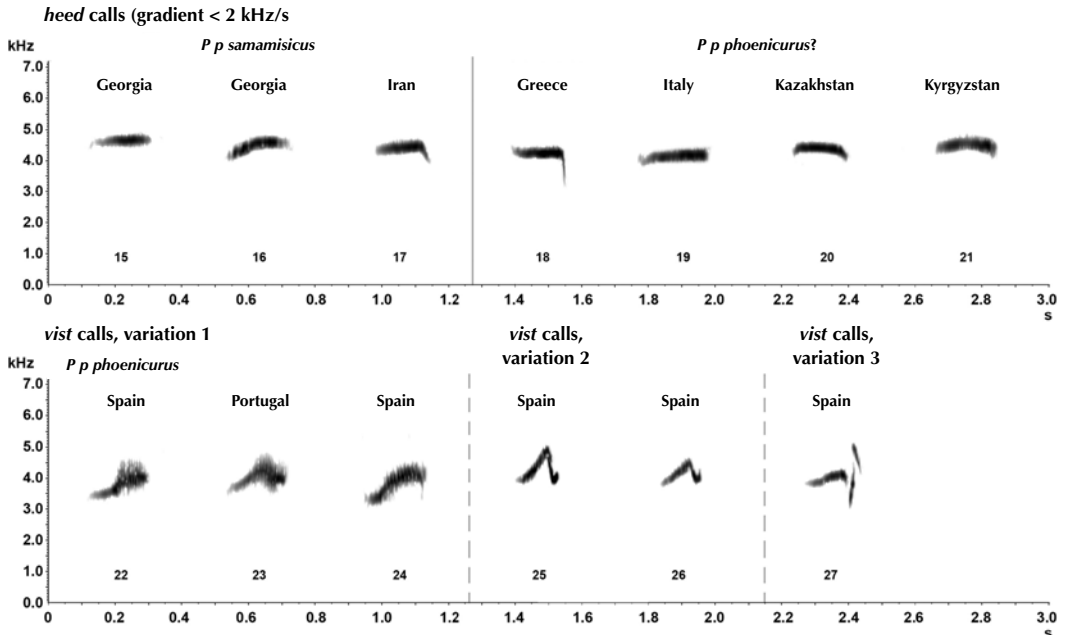 heed calls (gradient < 2 kHz/s
P p samamisicus P p phoenicurus?
kHz
7.0
Georgia Georgia Iran Greece Italy Kazakhstan Kyrgyzstan
6.0
5.0
4.0
3.0
2.0
1.0
15 16 17 18 19 20 21
0.0
0 0.2 0.4 0.6 0.8 1.0 1.2 1.4 1.6 1.8 2.0 2.2 2.4 2.6 2.8 3.0
s
vist calls, variation 1 vist calls, variation 2 vist calls, variation 3
kHz
P p phoenicurus
7.0
Spain Portugal Spain Spain Spain Spain
6.0
5.0
4.0
3.0
2.0
1.0
22 23 24 25 26 27
0.0
0 0.2 0.4 0.6 0.8 1.0 1.2 1.4 1.6 1.8 2.0 2.2 2.4 2.6 2.8 3.0
s